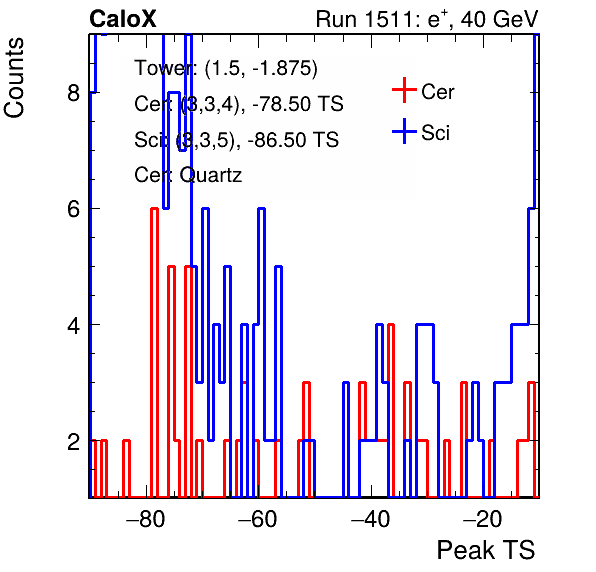 CaloX Run 1511: e⁺, 40 GeV
Counts
Tower: (1.5, -1.875)
Cer: (3,3,4), -78.50 TS
Sci: (3,3,5), -86.50 TS
Cer: Quartz
Cer
Sci
8
6
4
2
−80 −60 −40 −20
Peak TS